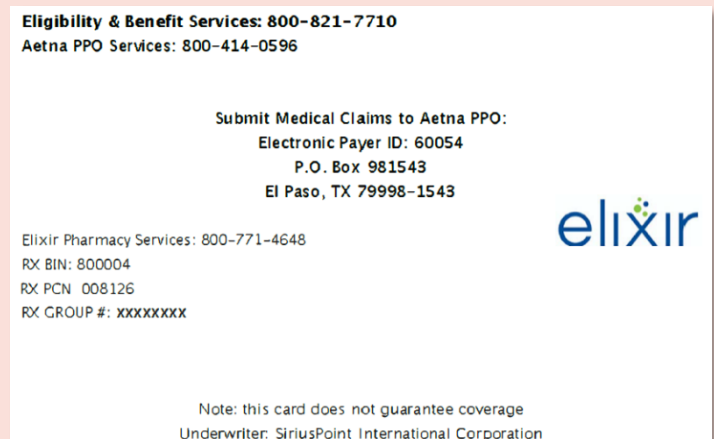 Eligibility & Benefit Services: 800-821-7710
Aetna PPO Services: 800-414-0596
Submit Medical Claims to Aetna PPO:
Electronic Payer ID: 60054
P.O. Box 981543
El Paso, TX 79998-1543
elixir
Elixir Pharmacy Services: 800-771-4648
RX BIN: 800004
RX PCN 008126
RX GROUP #: XXXXXXXX
Note: this card does not guarantee coverage
Underwriter: SiriusPoint International Corporation